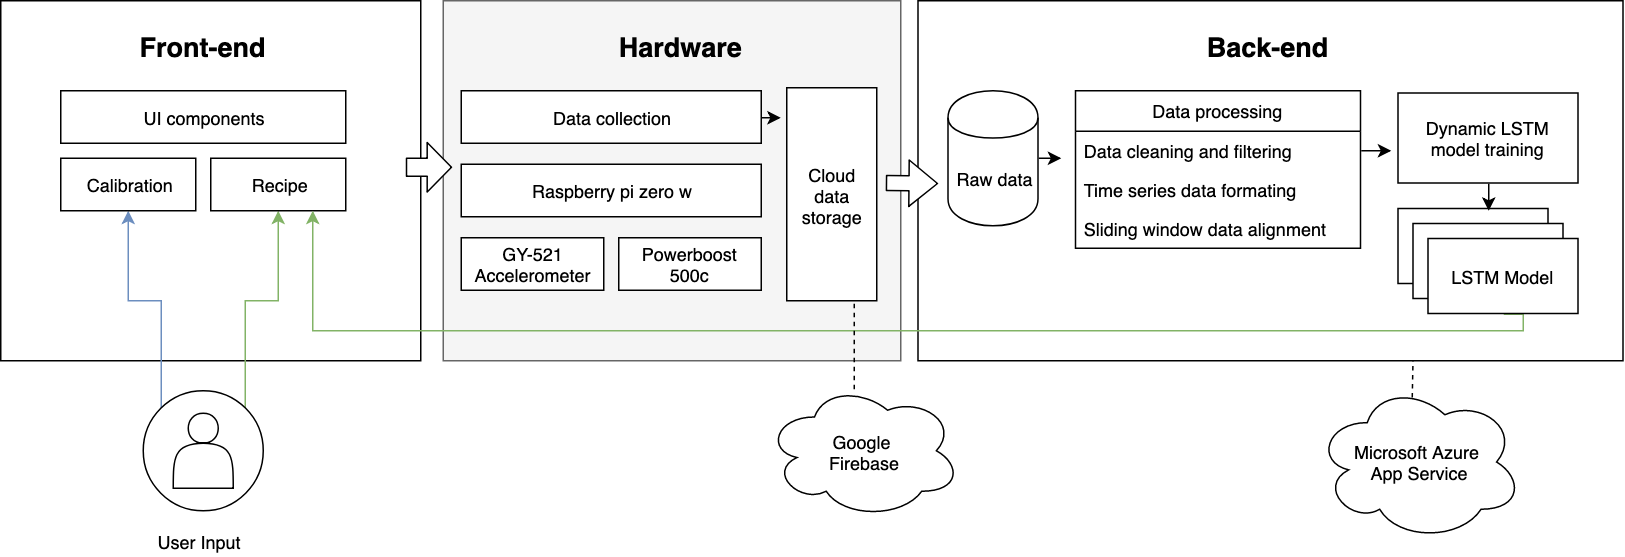 Front-end
UI components
Calibration
Recipe
Hardware
Data collection
Raspberry pi zero w
GY-521
Accelerometer
Powerboost
500c
Cloud
data
storage
Back-end
Raw data
Data processing
Data cleaning and filtering
Time series data formating
Sliding window data alignment
Dynamic LSTM
model training
LSTM Model
User Input
Google
Firebase
Microsoft Azure
App Service